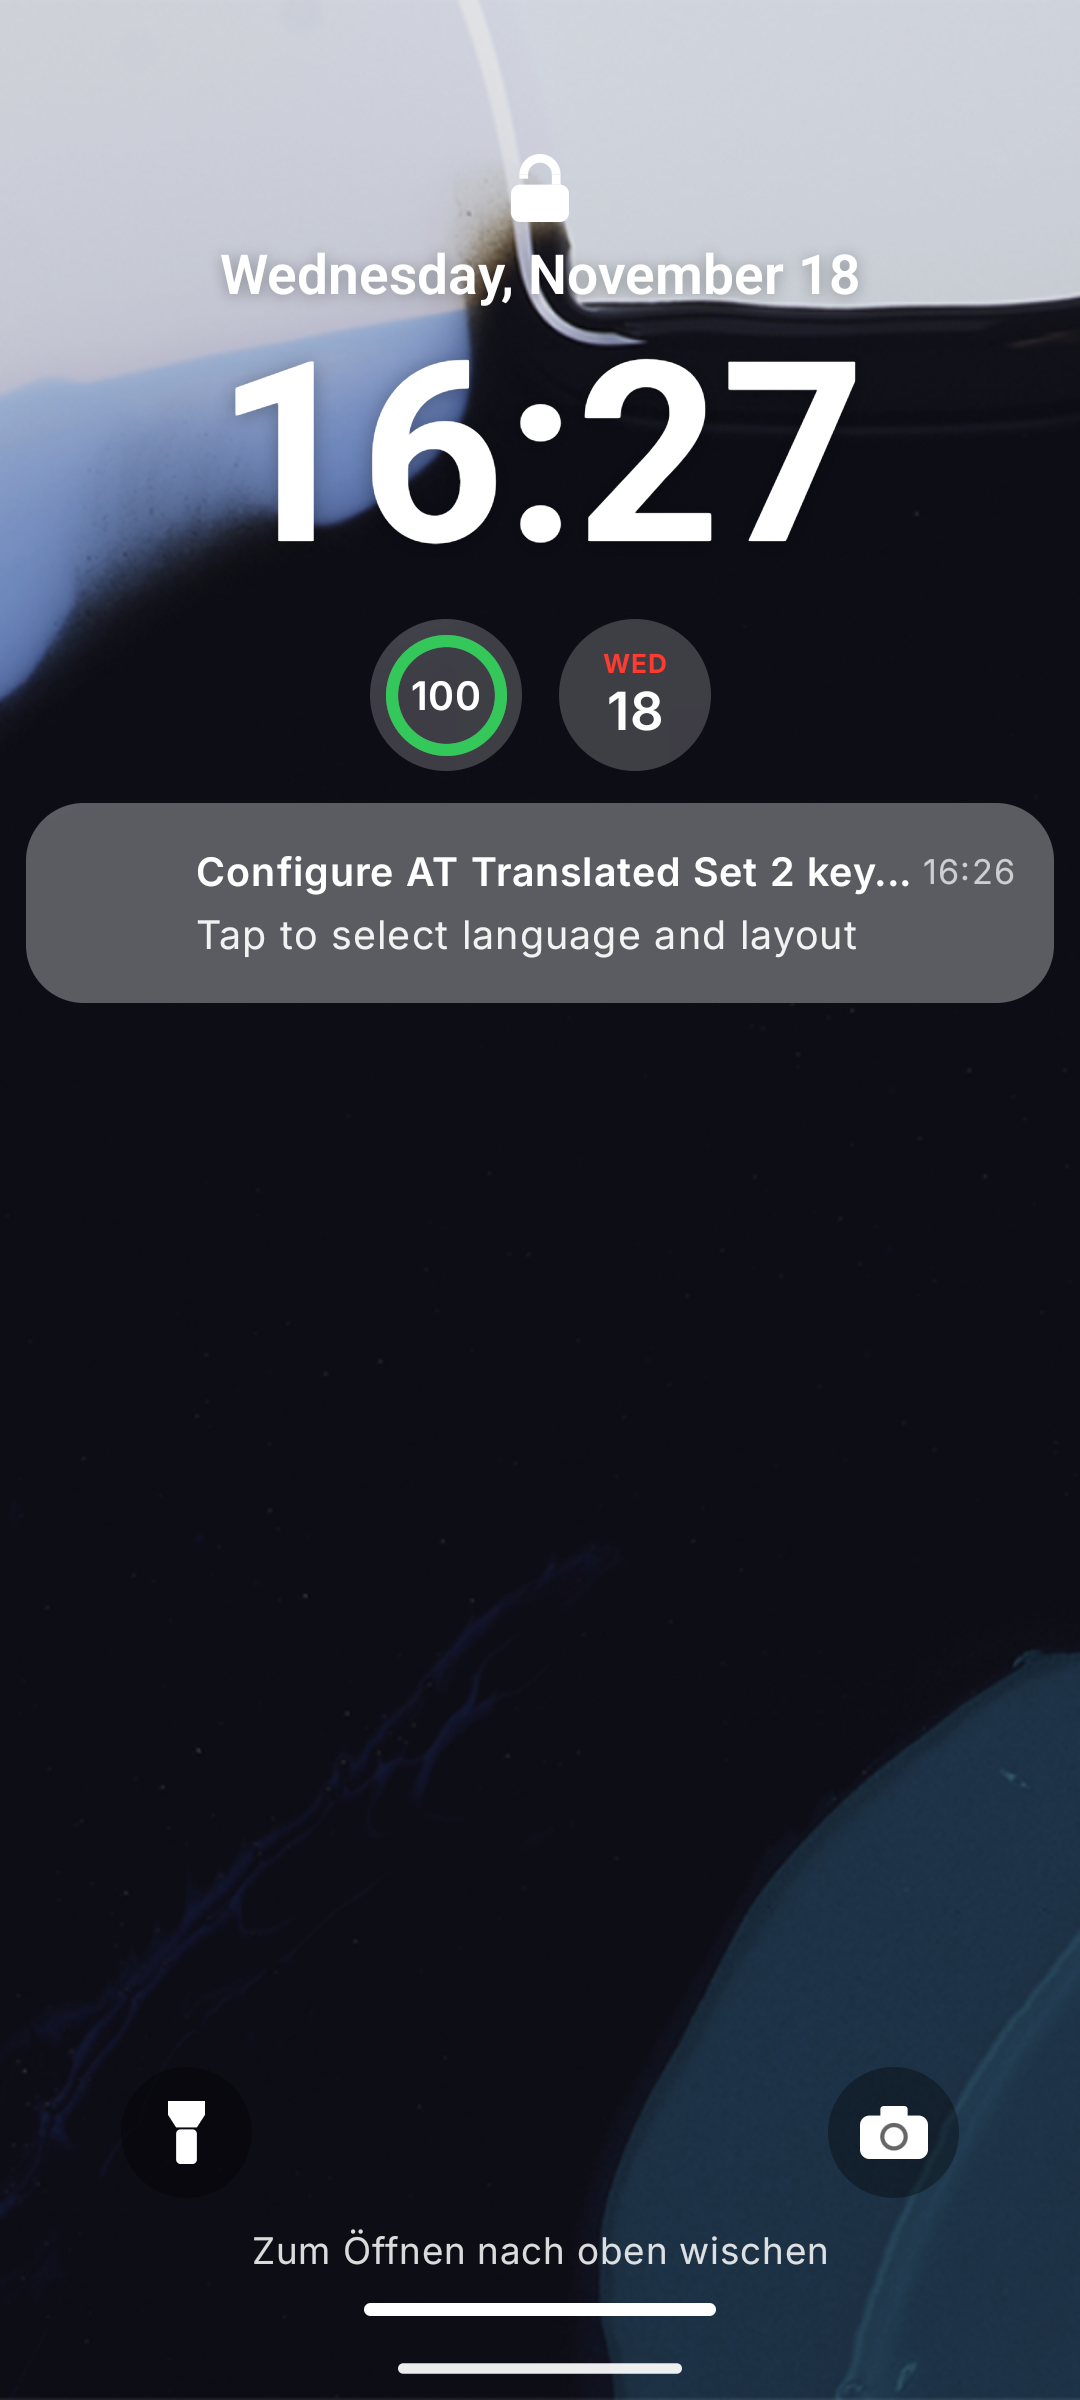 Wednesday, November 18
16:27
100
WED
18
Configure AT Translated Set 2 key... 16:26
Tap to select language and layout
Zum Öffnen nach oben wischen